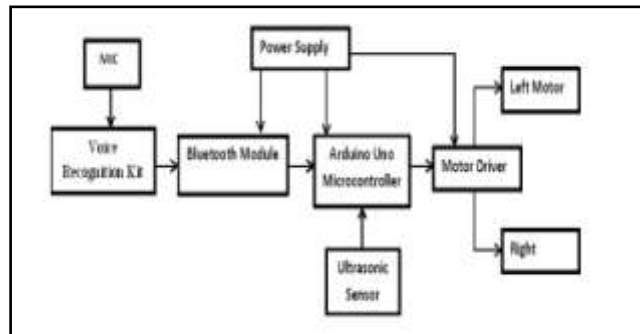 MIC
Power Supply
Left Motor
Voice
Recognition Kit
Bluetooth Module
Arduino Uno
Microcontroller
Motor Driver
Right
Ultrasonic
Sensor